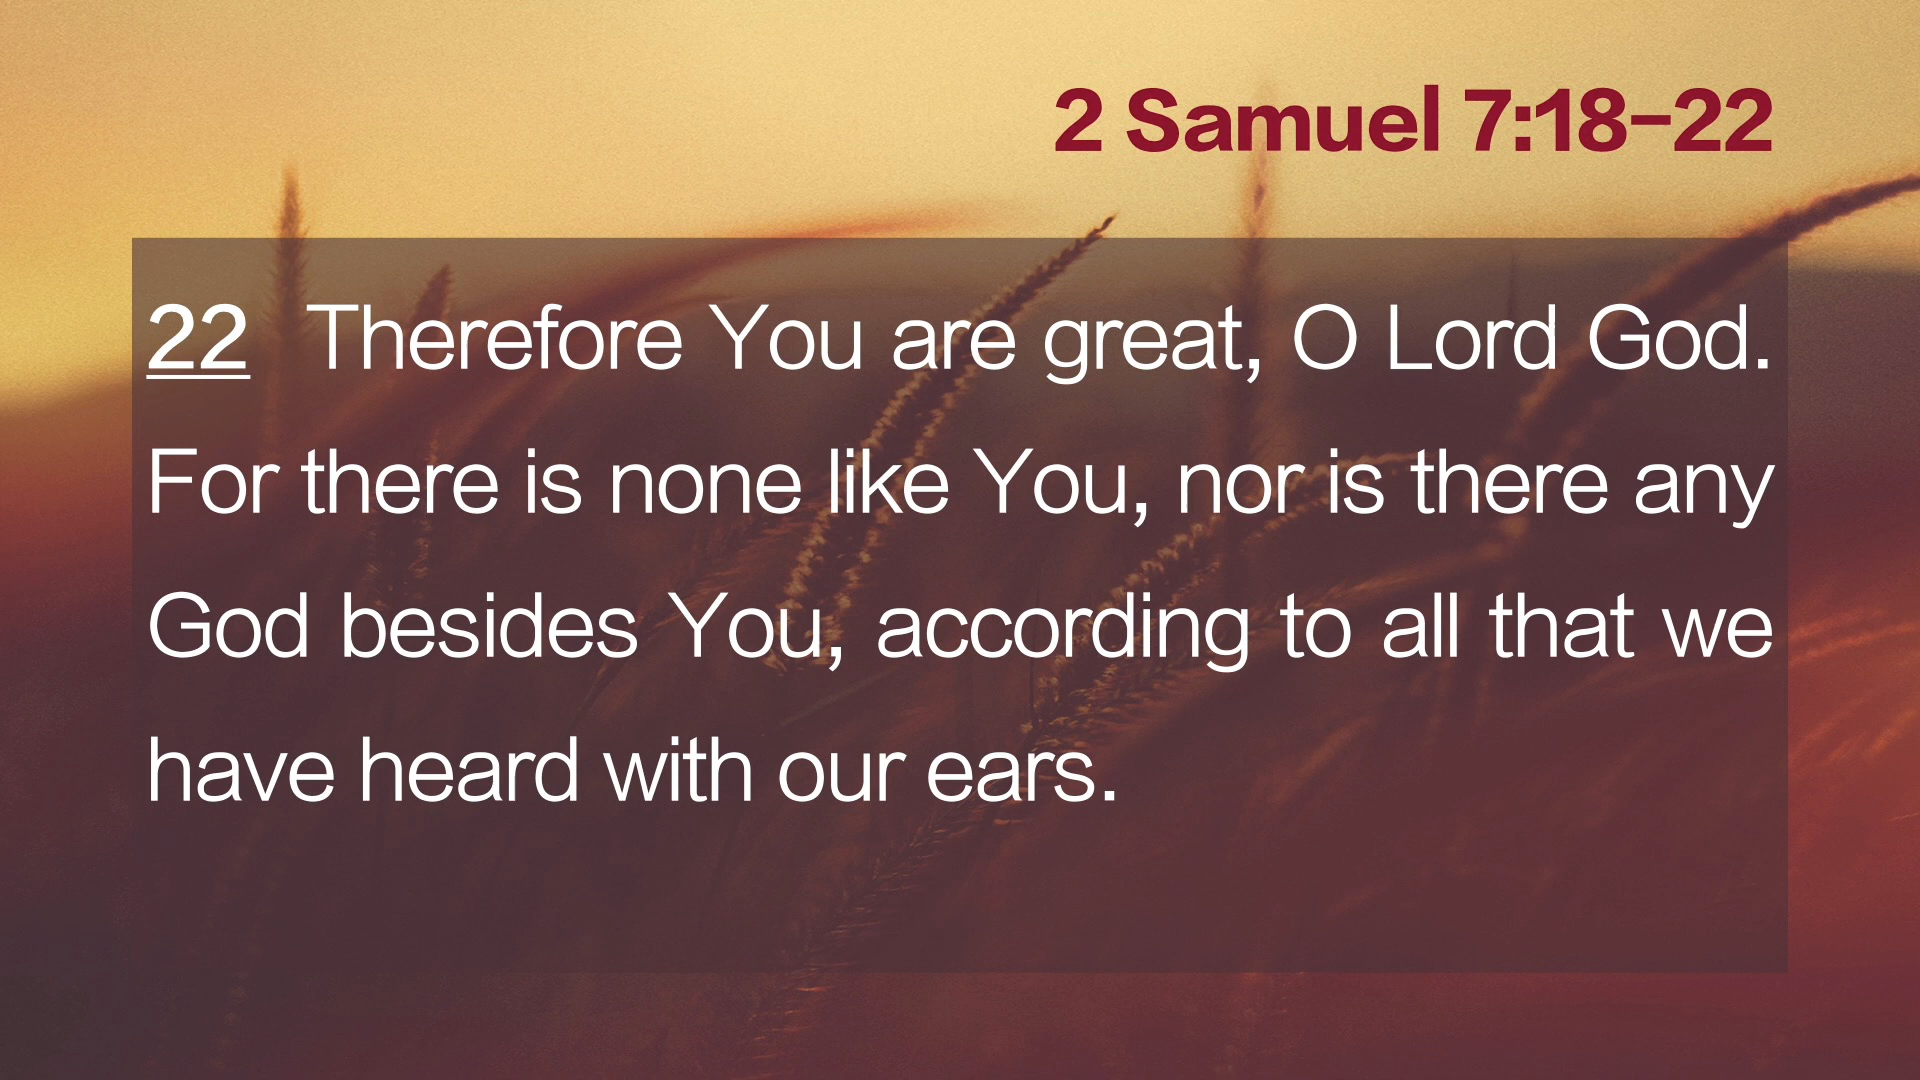 2 Samuel 7:18–22
22 Therefore You are great, O Lord God.
For there is none like You, nor is there any
God besides You, according to all that we
have heard with our ears.